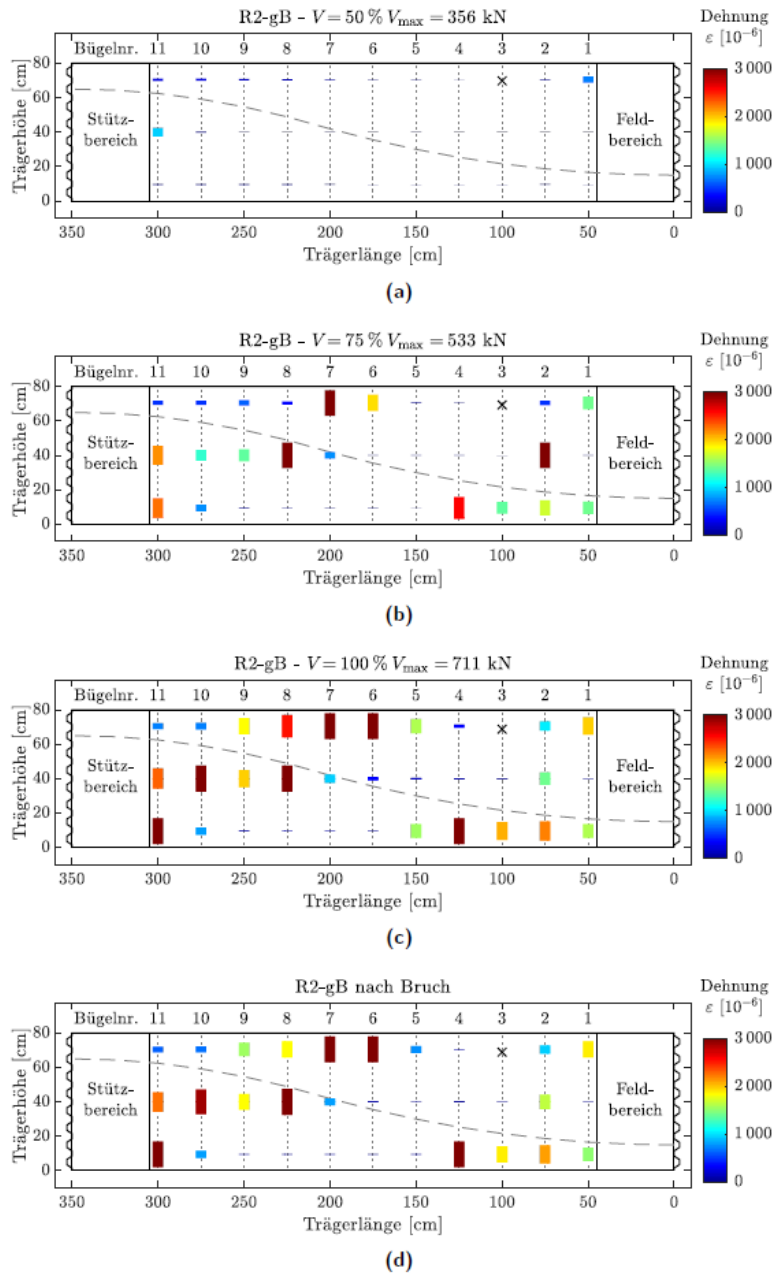 R2-gB - V = 50 % Vmax = 356 kN
Dehnung
ε [10⁻⁶]
Bügelnr. 11 10 9 8 7 6 5 4 3 2 1
Trägerhöhe [cm]
80
60
40
20
0
Stütz-
bereich
Feld-
bereich
3 000
2 000
1 000
0
350 300 250 200 150 100 50 0
Trägerlänge [cm]
(a)
R2-gB - V = 75 % Vmax = 533 kN
Dehnung
ε [10⁻⁶]
Bügelnr. 11 10 9 8 7 6 5 4 3 2 1
Trägerhöhe [cm]
80
60
40
20
0
Stütz-
bereich
Feld-
bereich
3 000
2 000
1 000
0
350 300 250 200 150 100 50 0
Trägerlänge [cm]
(b)
R2-gB - V = 100 % Vmax = 711 kN
Dehnung
ε [10⁻⁶]
Bügelnr. 11 10 9 8 7 6 5 4 3 2 1
Trägerhöhe [cm]
80
60
40
20
0
Stütz-
bereich
Feld-
bereich
3 000
2 000
1 000
0
350 300 250 200 150 100 50 0
Trägerlänge [cm]
(c)
R2-gB nach Bruch
Dehnung
ε [10⁻⁶]
Bügelnr. 11 10 9 8 7 6 5 4 3 2 1
Trägerhöhe [cm]
80
60
40
20
0
Stütz-
bereich
Feld-
bereich
3 000
2 000
1 000
0
350 300 250 200 150 100 50 0
Trägerlänge [cm]
(d)